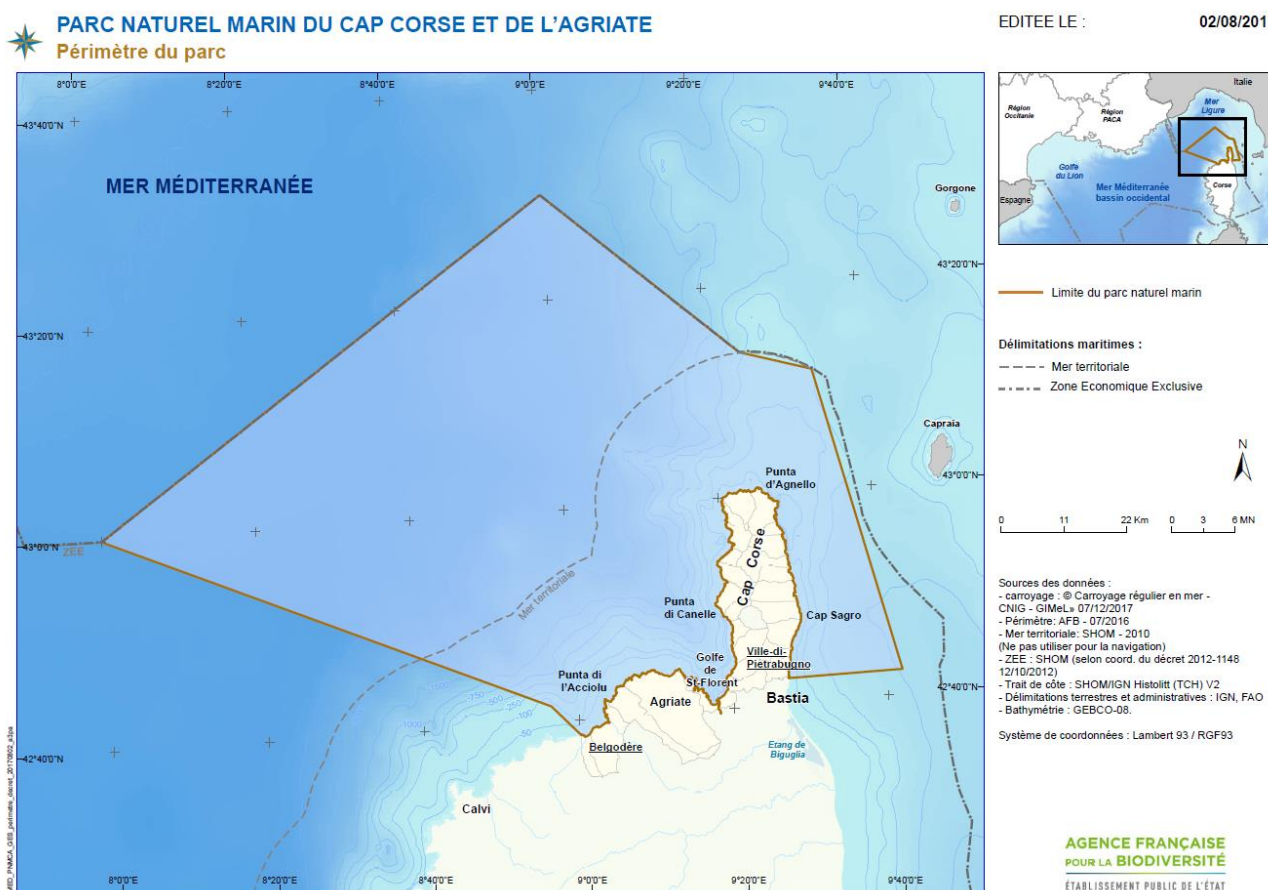 PARC NATUREL MARIN DU CAP CORSE ET DE L'AGRIATE
Périmètre du parc
EDITEE LE : 02/08/201
8°0'0"E 8°20'0"E 8°40'0"E 9°0'0"E 9°20'0"E 9°40'0"E
43°40'0"N
MER MÉDITERRANÉE
Gorgone
43°20'0"N
43°20'0"N
Capraia
43°0'0"N
Punta
d'Agnello
43°0'0"N
ZEE
Mer territoriale
Cap Corse
Punta
di Canelle
Cap Sagro
Golfe
de
St-Florent
Ville-di-
Pietrabugno
Punta di
l'Acciolu
42°40'0"N
Agriate
Bastia
-1000
-750
-500
-100
-50
Belgodère
Etang de
Biguglia
42°40'0"N
Calvi
8°0'0"E 8°20'0"E 8°40'0"E 9°0'0"E 9°20'0"E 9°40'0"E
Italie
Région
Occitanie
Région
PACA
Mer
Ligure
Golfe
du Lion
Mer Méditerranée
bassin occidental
Corse
Espagne
Limite du parc naturel marin
Délimitations maritimes :
Mer territoriale
Zone Economique Exclusive
N
0 11 22 Km 0 3 6 MN
Sources des données :
- carroyage : © Carroyage régulier en mer -
CNIG - GIMeL» 07/12/2017
- Périmètre: AFB - 07/2016
- Mer territoriale: SHOM - 2010
(Ne pas utiliser pour la navigation)
- ZEE : SHOM (selon coord. du décret 2012-1148
12/10/2012)
- Trait de côte : SHOM/IGN Histolitt (TCH) V2
- Délimitations terrestres et administratives : IGN, FAO
- Bathymétrie : GEBCO-08.
Système de coordonnées : Lambert 93 / RGF93
AGENCE FRANÇAISE
POUR LA BIODIVERSITÉ
ÉTABLISSEMENT PUBLIC DE L'ÉTAT